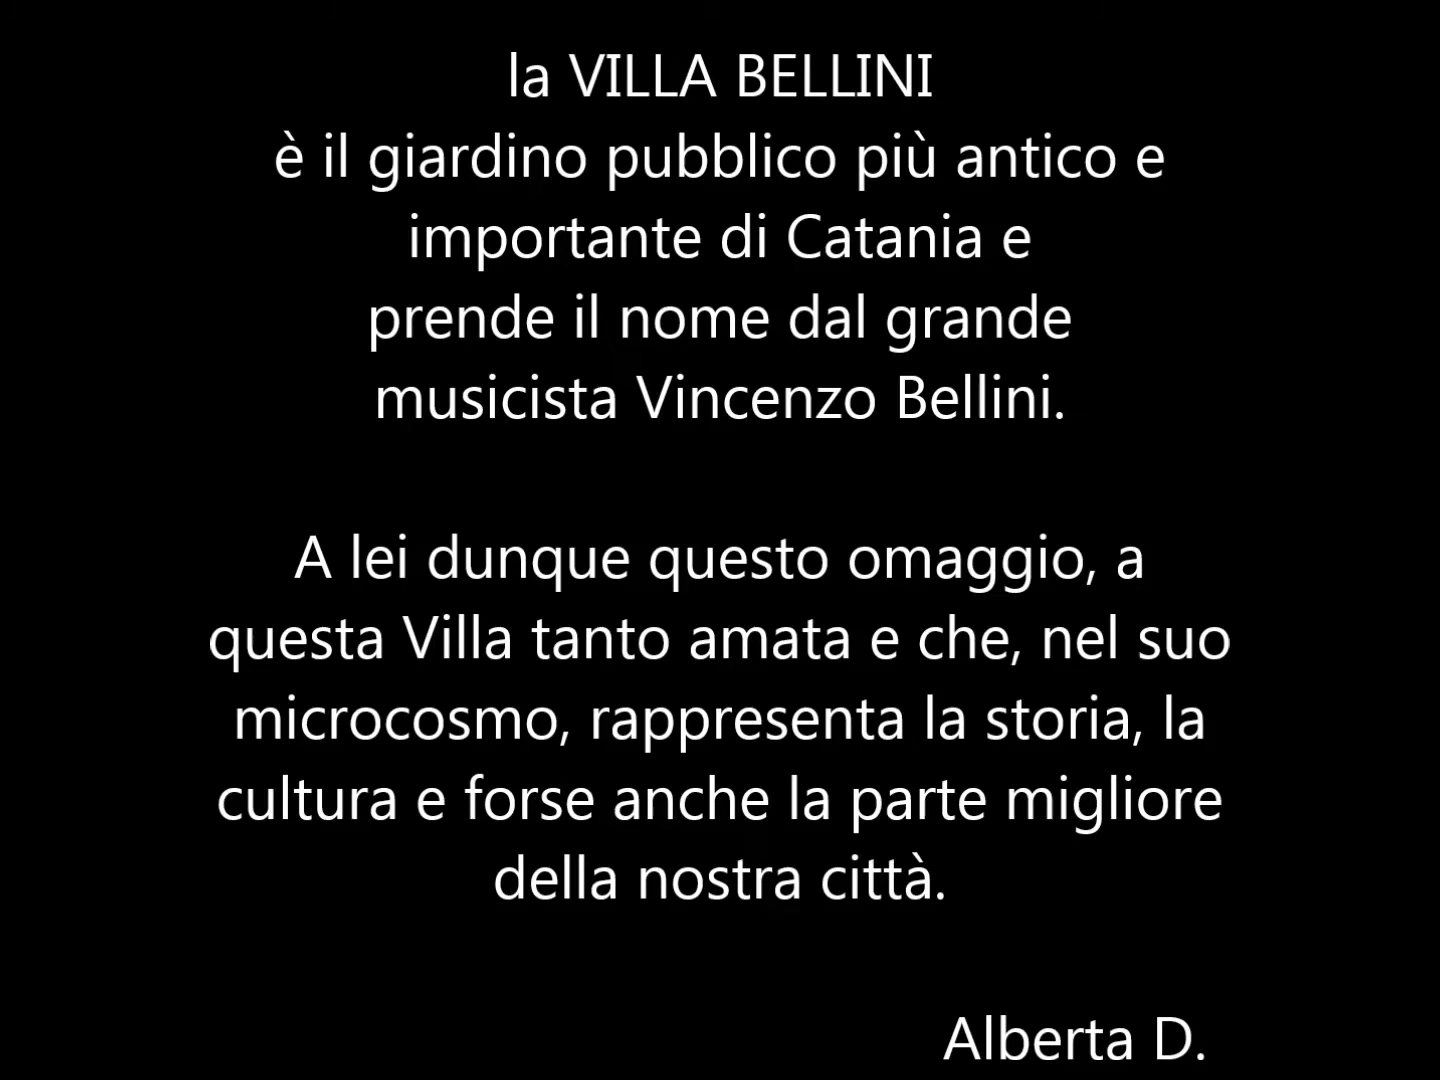 la VILLA BELLINI
è il giardino pubblico più antico e
importante di Catania e
prende il nome dal grande
musicista Vincenzo Bellini.
A lei dunque questo omaggio, a
questa Villa tanto amata e che, nel suo
microcosmo, rappresenta la storia, la
cultura e forse anche la parte migliore
della nostra città.
Alberta D.